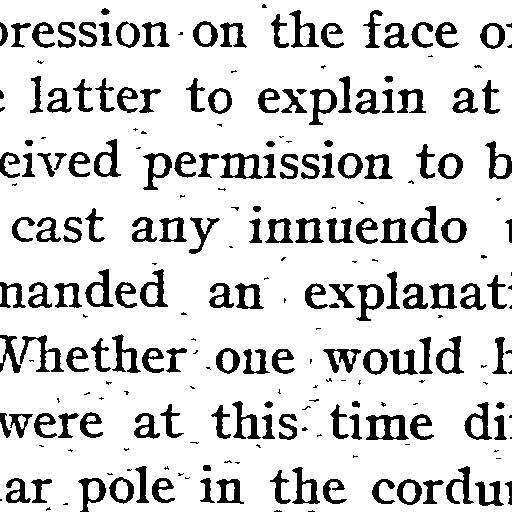 pression on the face of
latter to explain at
eived permission to b
cast any innuendo
manded an explanati
Whether one would h
were at this time di
ar pole in the cordu